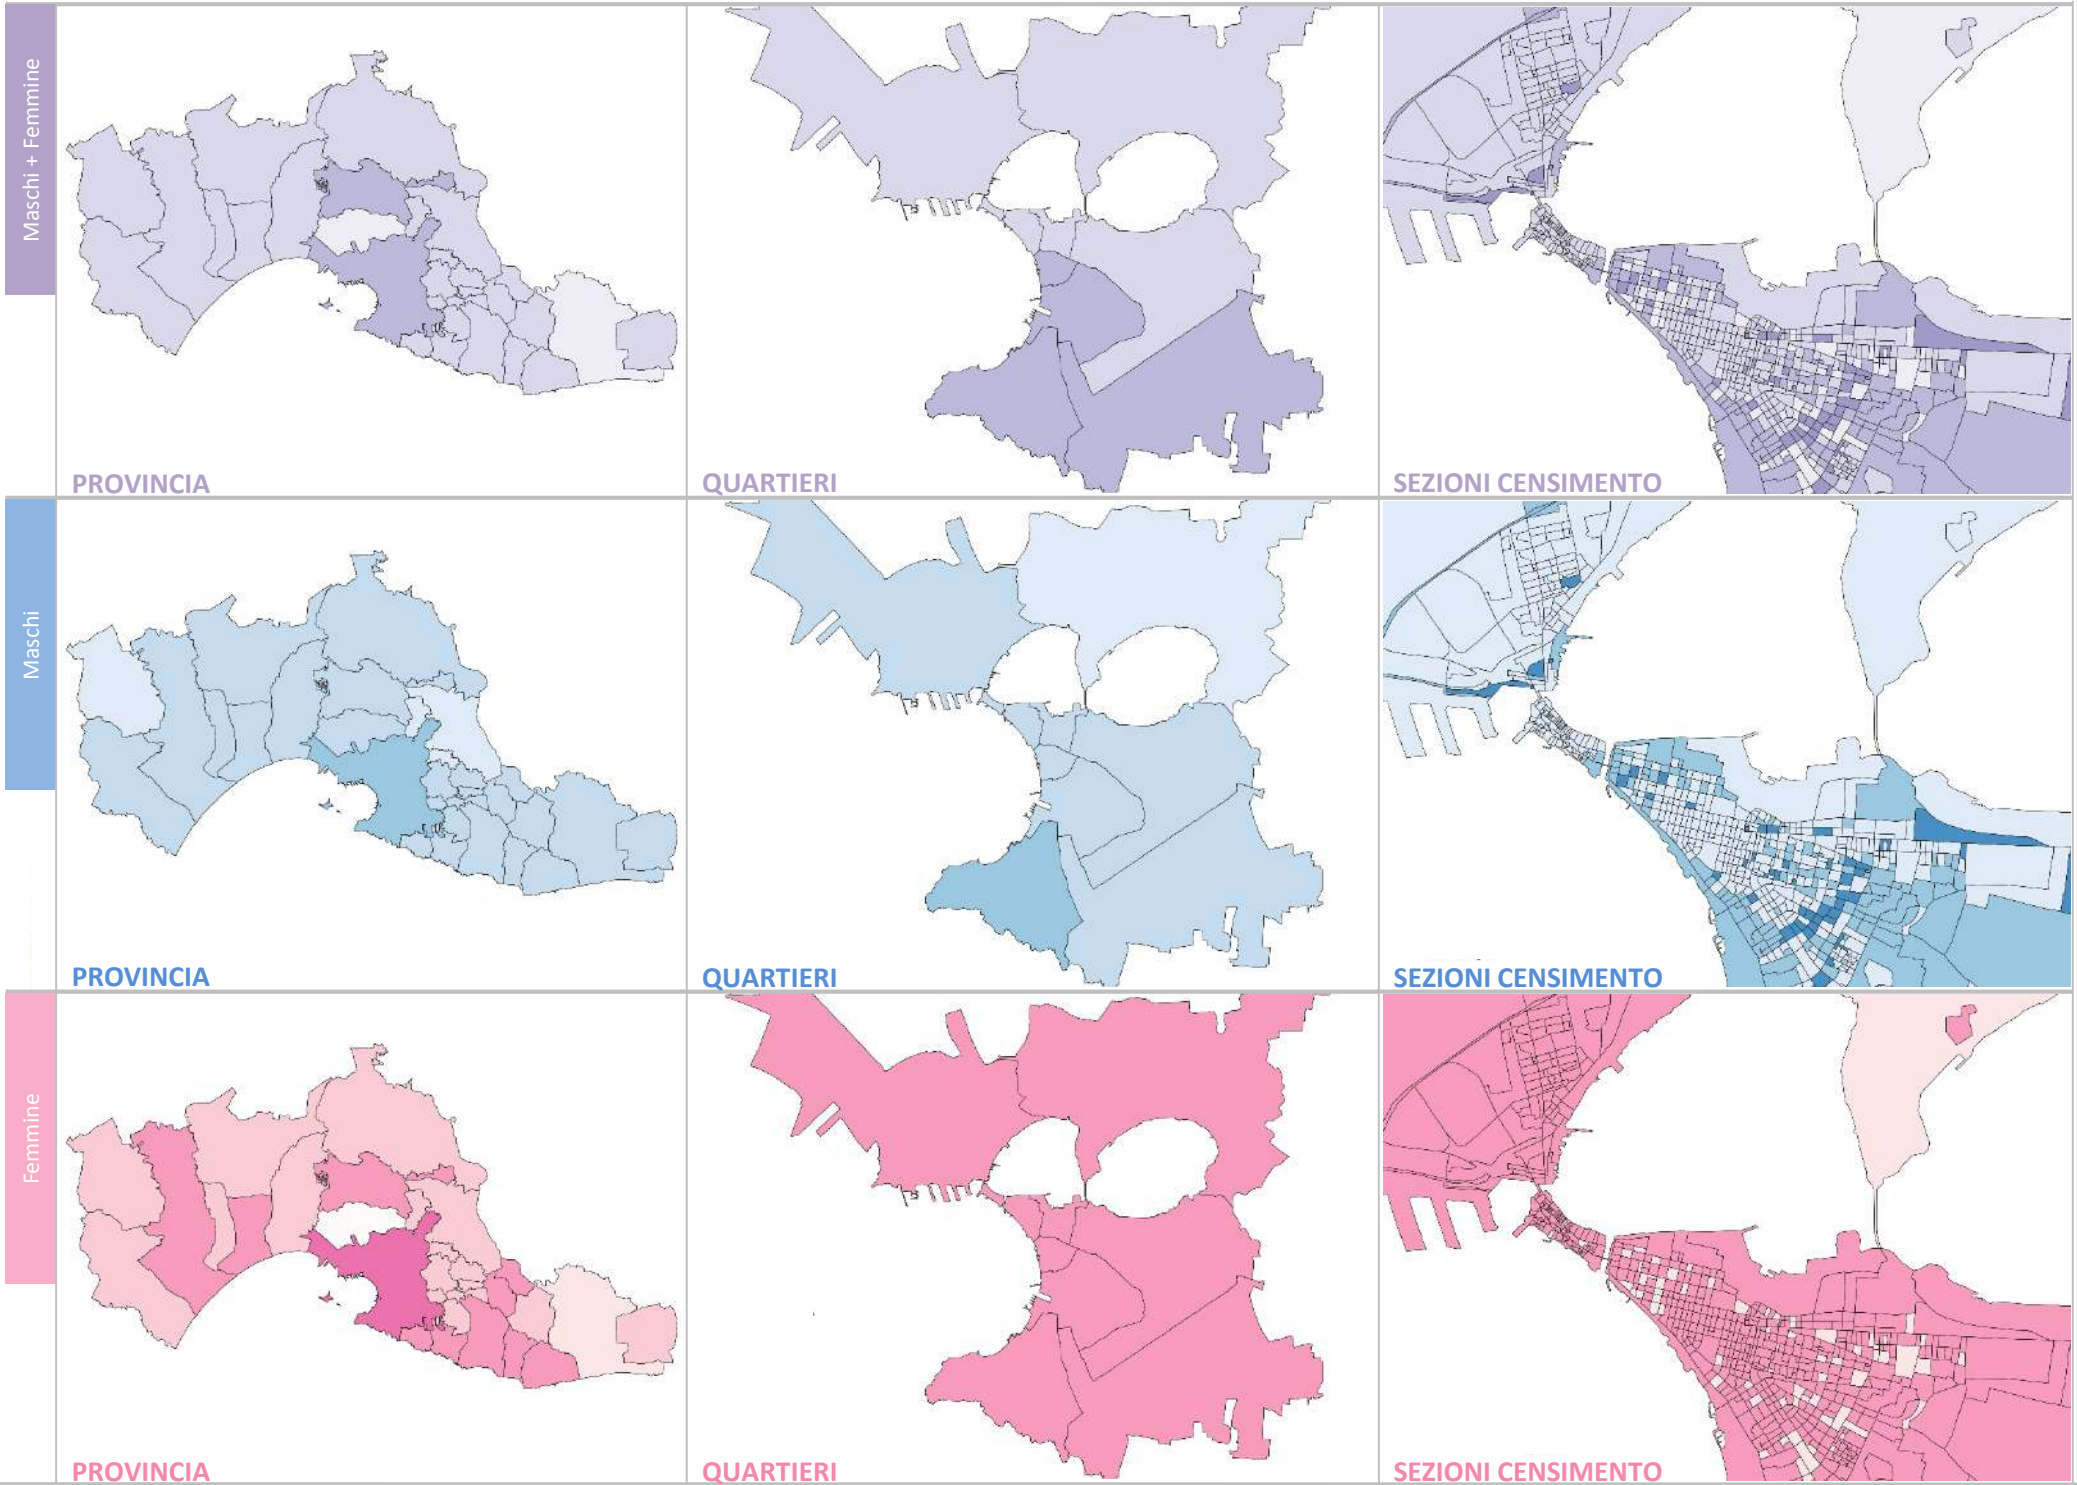 Maschi + Femmine
PROVINCIA
QUARTIERI
SEZIONI CENSIMENTO
Maschi
PROVINCIA
QUARTIERI
SEZIONI CENSIMENTO
Femmine
PROVINCIA
QUARTIERI
SEZIONI CENSIMENTO